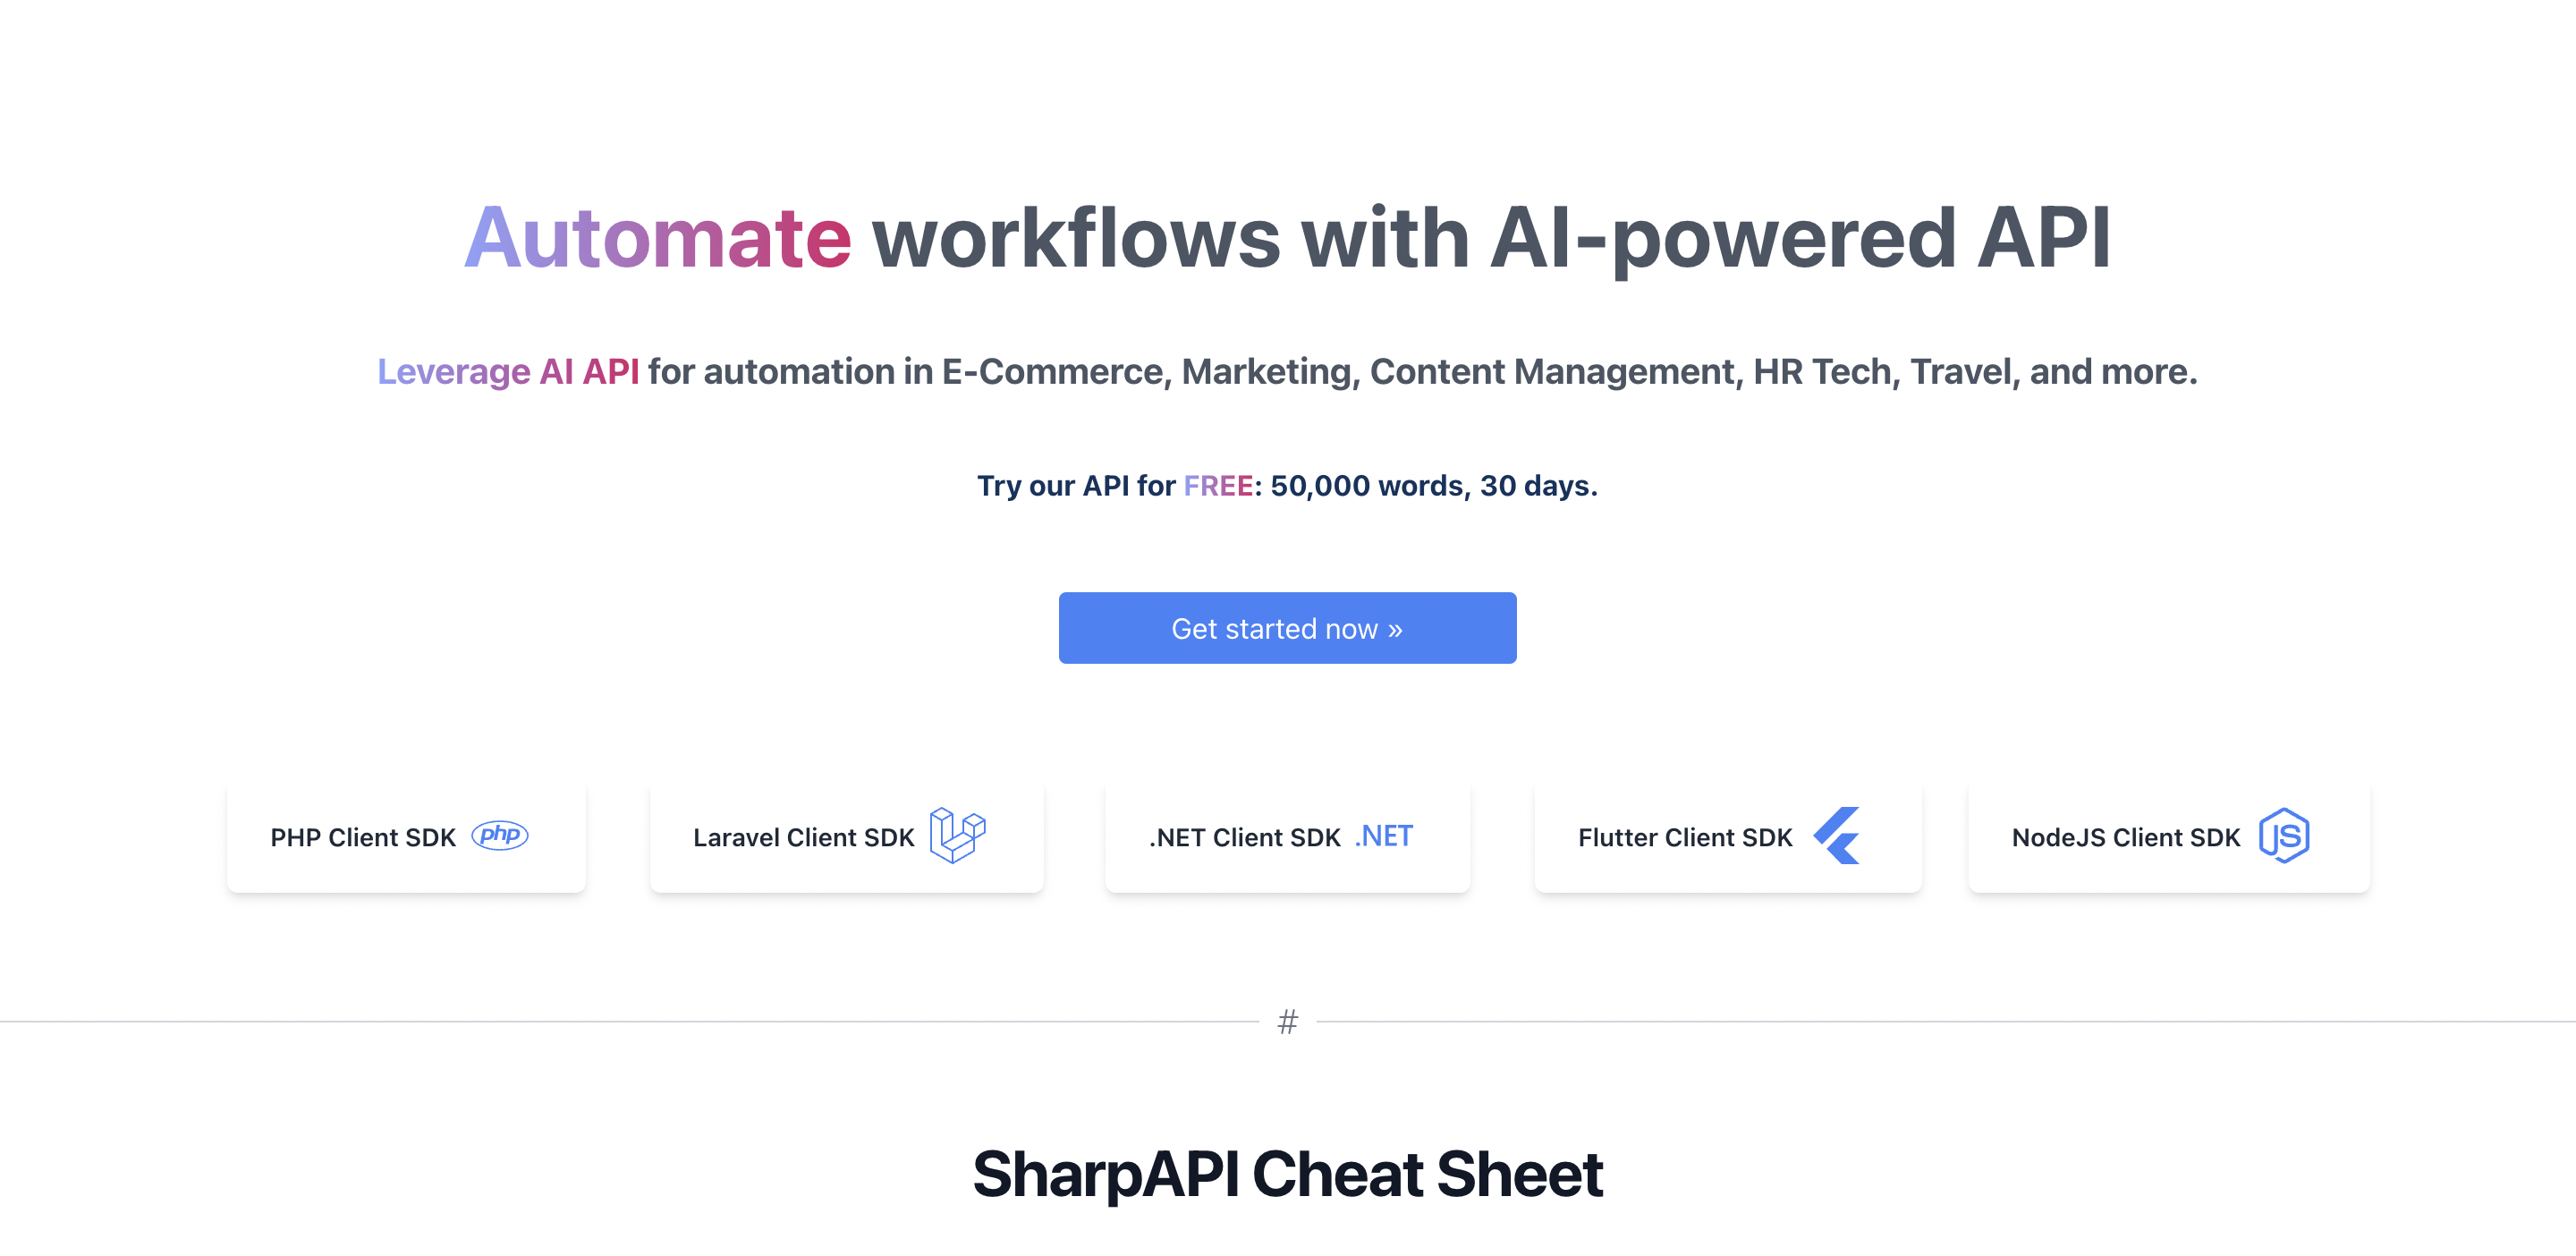 Automate workflows with AI-powered API
Leverage AI API for automation in E-Commerce, Marketing, Content Management, HR Tech, Travel, and more.
Try our API for FREE: 50,000 words, 30 days.
Get started now »
PHP Client SDK php
Laravel Client SDK
.NET Client SDK .NET
Flutter Client SDK
NodeJS Client SDK JS
#
SharpAPI Cheat Sheet